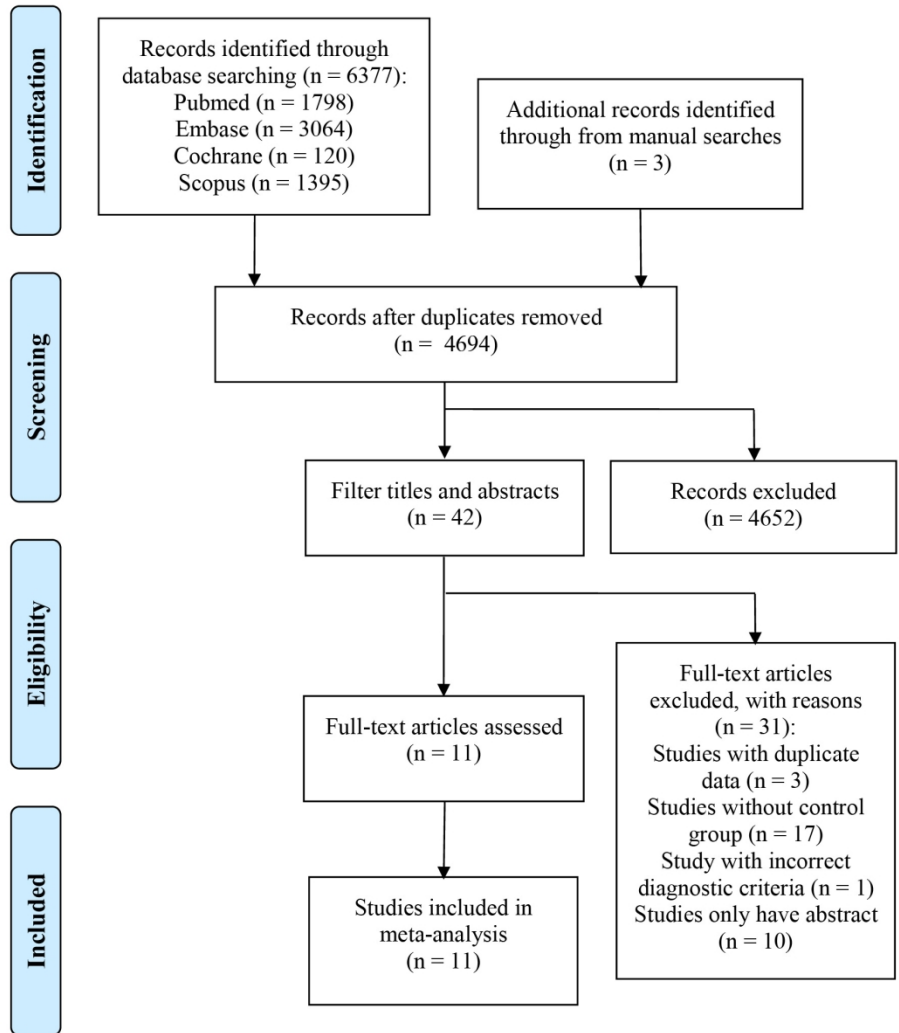 Identification
Records identified through
database searching (n = 6377):
Pubmed (n = 1798)
Embase (n = 3064)
Cochrane (n = 120)
Scopus (n = 1395)
Additional records identified
through from manual searches
(n = 3)
Screening
Records after duplicates removed
(n =  4694)
Filter titles and abstracts
(n = 42)
Records excluded
(n = 4652)
Eligibility
Full-text articles assessed
(n = 11)
Full-text articles
excluded, with reasons
(n = 31):
Studies with duplicate
data (n = 3)
Studies without control
group (n = 17)
Study with incorrect
diagnostic criteria (n = 1)
Studies only have abstract
(n = 10)
Included
Studies included in
meta-analysis
(n = 11)